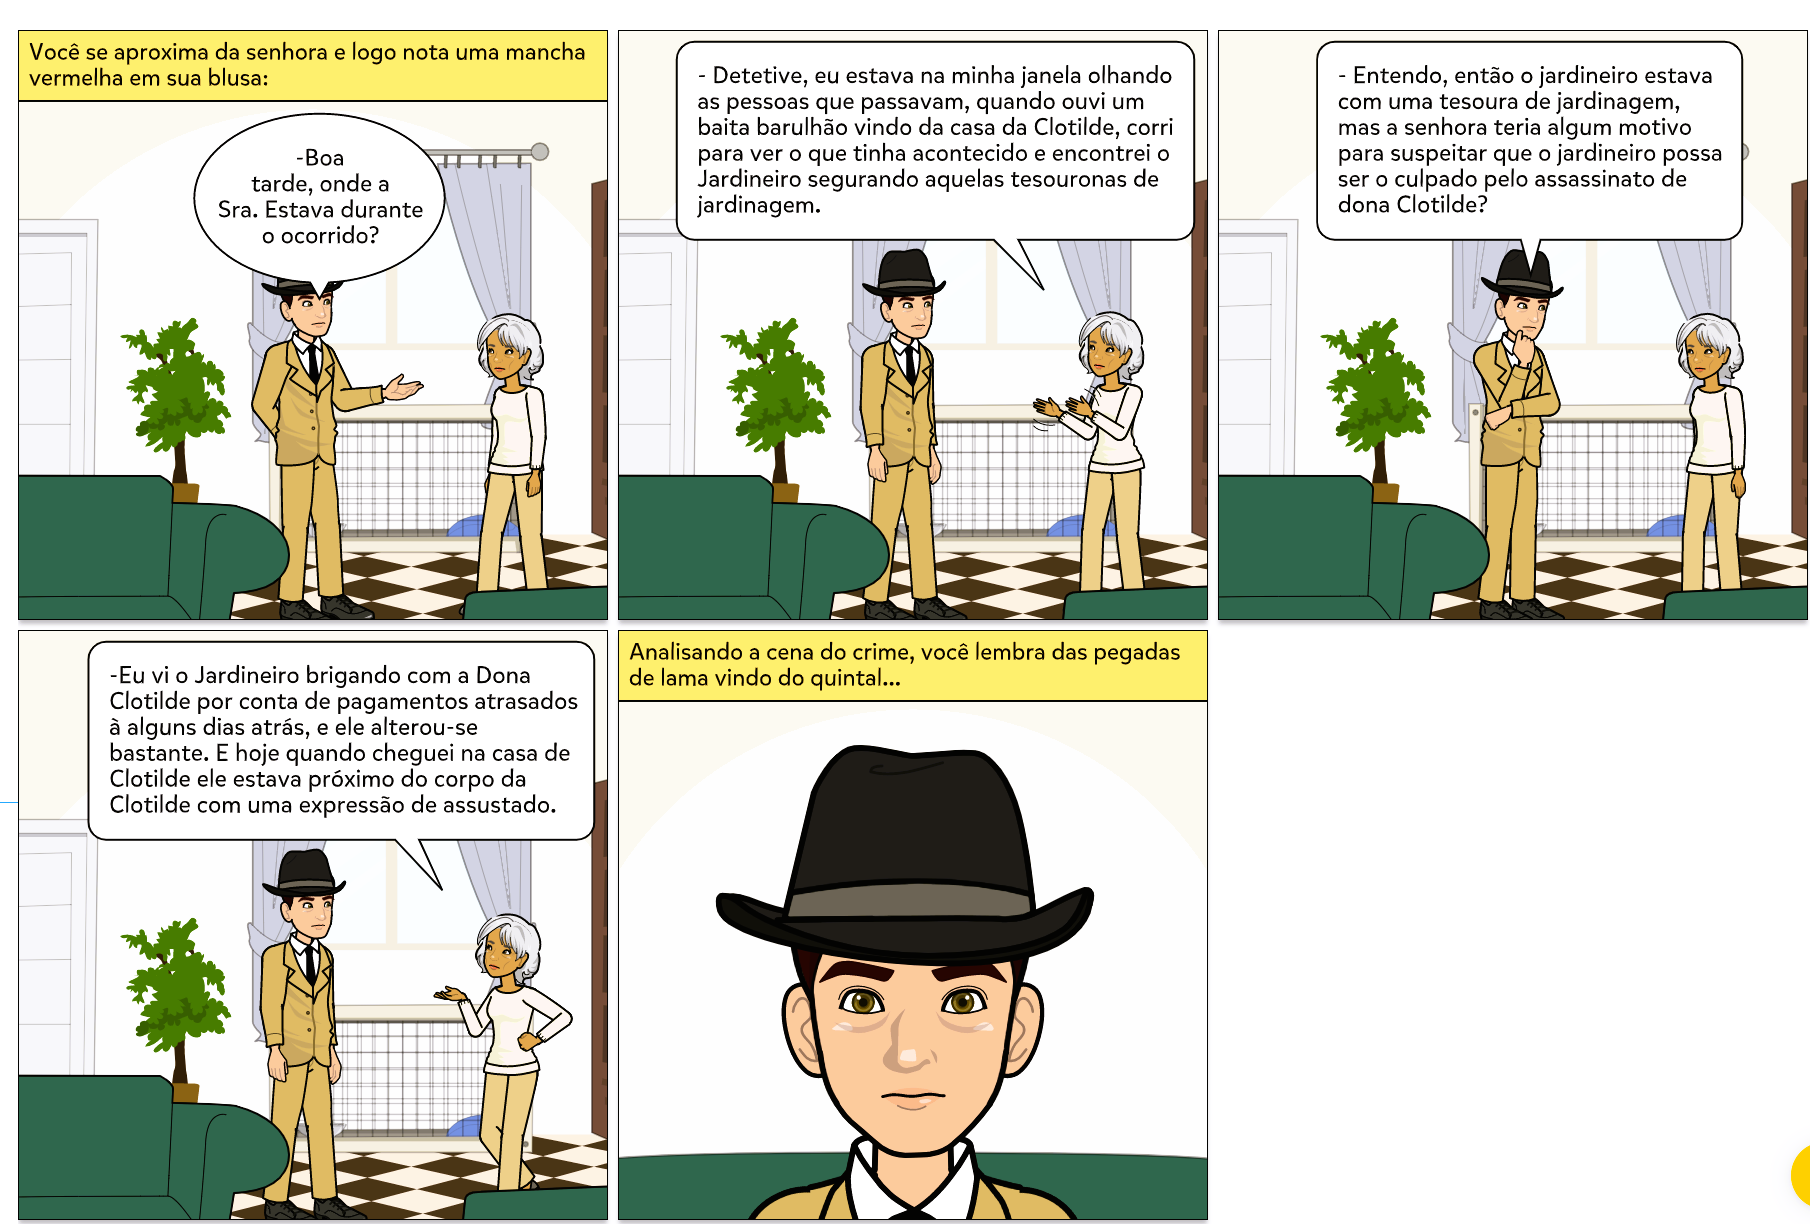 Você se aproxima da senhora e logo nota uma mancha
vermelha em sua blusa:
-Boa
tarde, onde a
Sra. Estava durante
o ocorrido?
- Detetive, eu estava na minha janela olhando
as pessoas que passavam, quando ouvi um
baita barulhão vindo da casa da Clotilde, corri
para ver o que tinha acontecido e encontrei o
Jardineiro segurando aquelas tesouronas de
jardinagem.
- Entendo, então o jardineiro estava
com uma tesoura de jardinagem,
mas a senhora teria algum motivo
para suspeitar que o jardineiro possa
ser o culpado pelo assassinato de
dona Clotilde?
-Eu vi o Jardineiro brigando com a Dona
Clotilde por conta de pagamentos atrasados
à alguns dias atrás, e ele alterou-se
bastante. E hoje quando cheguei na casa de
Clotilde ele estava próximo do corpo da
Clotilde com uma expressão de assustado.
Analisando a cena do crime, você lembra das pegadas
de lama vindo do quintal...